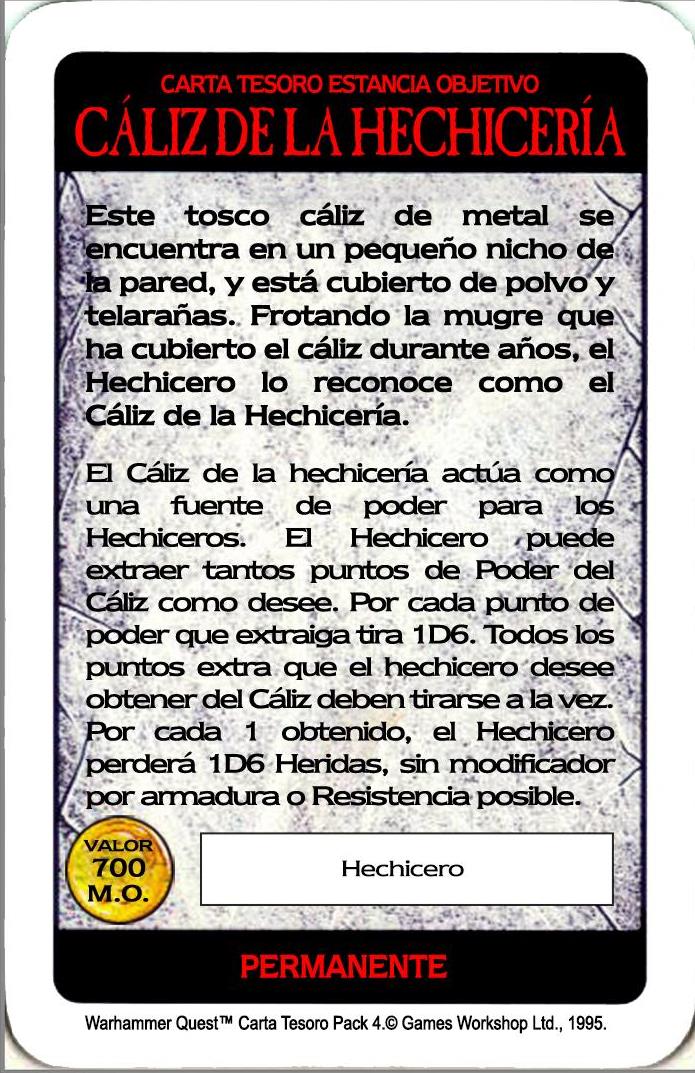 CARTA TESORO ESTANCIA OBJETIVO
CÁLIZ DE LA HECHICERÍA
Este tosco cáliz de metal se
encuentra en un pequeño nicho de
la pared, y está cubierto de polvo y
telarañas. Frotando la mugre que
ha cubierto el cáliz durante años, el
Hechicero lo reconoce como el
Cáliz de la Hechicería.
El Cáliz de la hechicería actúa como
una fuente de poder para los
Hechiceros. El Hechicero puede
extraer tantos puntos de Poder del
Cáliz como desee. Por cada punto de
poder que extraiga tira 1D6. Todos los
puntos extra que el hechicero desee
obtener del Cáliz deben tirarse a la vez.
Por cada 1 obtenido, el Hechicero
perderá 1D6 Heridas, sin modificador
por armadura o Resistencia posible.
VALOR
700
M.O.
Hechicero
PERMANENTE
Warhammer Quest™ Carta Tesoro Pack 4.© Games Workshop Ltd., 1995.